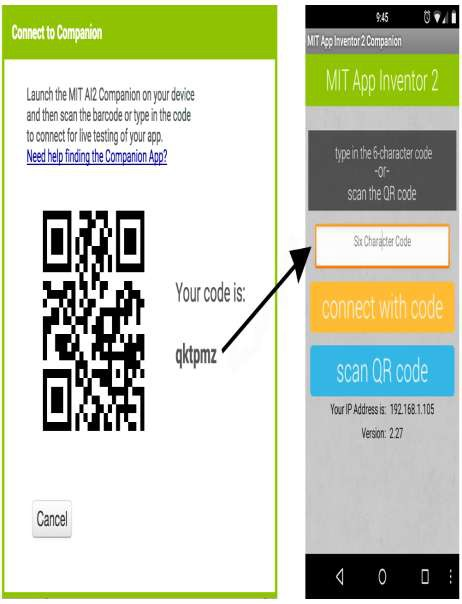 Connect to Companion
Launch the MIT AI2 Companion on your device
and then scan the barcode or type in the code
to connect for live testing of your app.
Need help finding the Companion App?
Your code is:
qktpmz
Cancel
9:45
MIT App Inventor 2 Companion
MIT App Inventor 2
type in the 6-character code
-or-
scan the QR code
Six Character Code
connect with code
scan QR code
Your IP Address is: 192.168.1.105
Version: 2.27